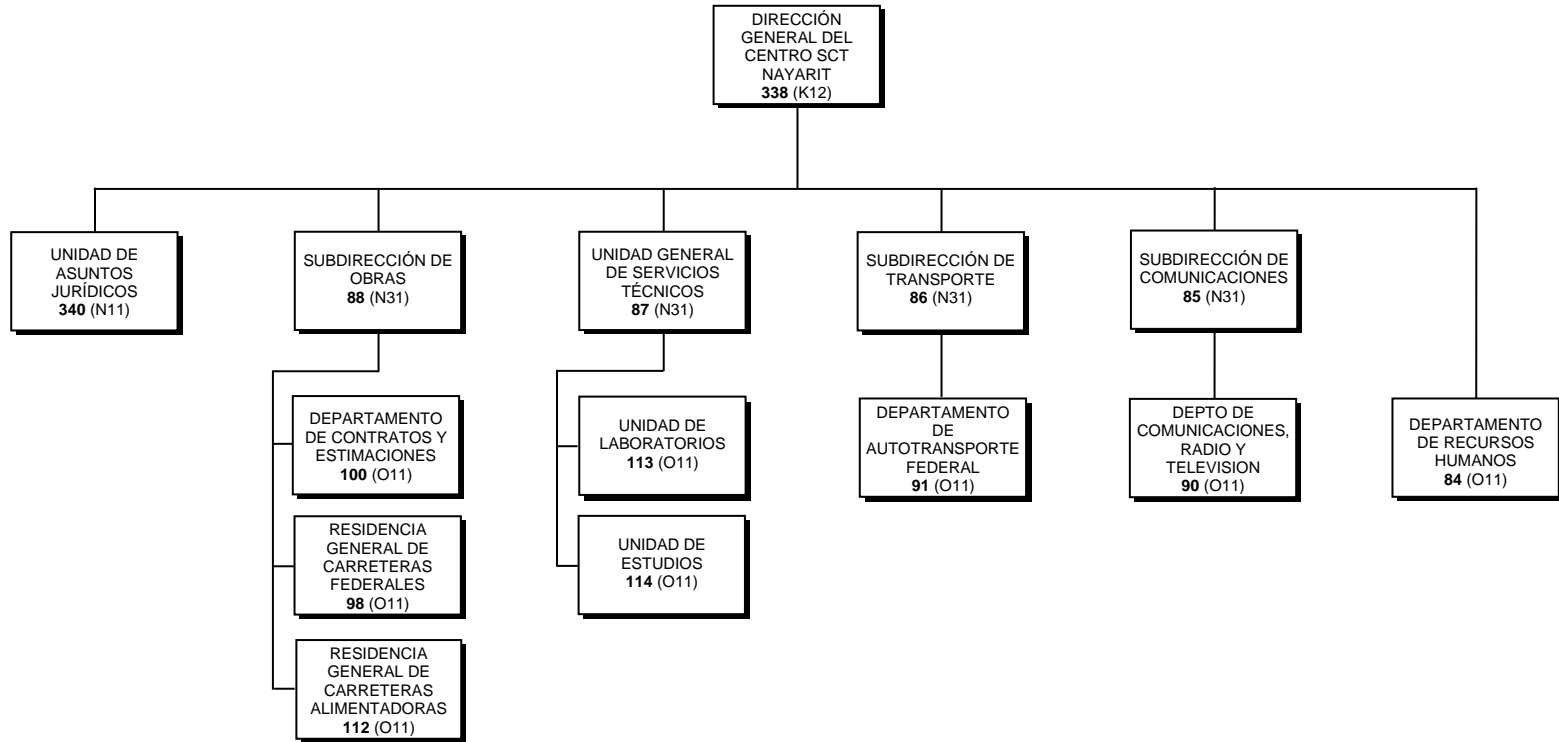 DIRECCIÓN
GENERAL DEL
CENTRO SCT
NAYARIT
338 (K12)
UNIDAD DE
ASUNTOS
JURÍDICOS
340 (N11)
SUBDIRECCIÓN DE
OBRAS
88 (N31)
UNIDAD GENERAL
DE SERVICIOS
TÉCNICOS
87 (N31)
SUBDIRECCIÓN DE
TRANSPORTE
86 (N31)
SUBDIRECCIÓN DE
COMUNICACIONES
85 (N31)
DEPARTAMENTO
DE CONTRATOS Y
ESTIMACIONES
100 (O11)
UNIDAD DE
LABORATORIOS
113 (O11)
DEPARTAMENTO
DE
AUTOTRANSPORTE
FEDERAL
91 (O11)
DEPTO DE
COMUNICACIONES,
RADIO Y
TELEVISION
90 (O11)
DEPARTAMENTO
DE RECURSOS
HUMANOS
84 (O11)
RESIDENCIA
GENERAL DE
CARRETERAS
FEDERALES
98 (O11)
UNIDAD DE
ESTUDIOS
114 (O11)
RESIDENCIA
GENERAL DE
CARRETERAS
ALIMENTADORAS
112 (O11)